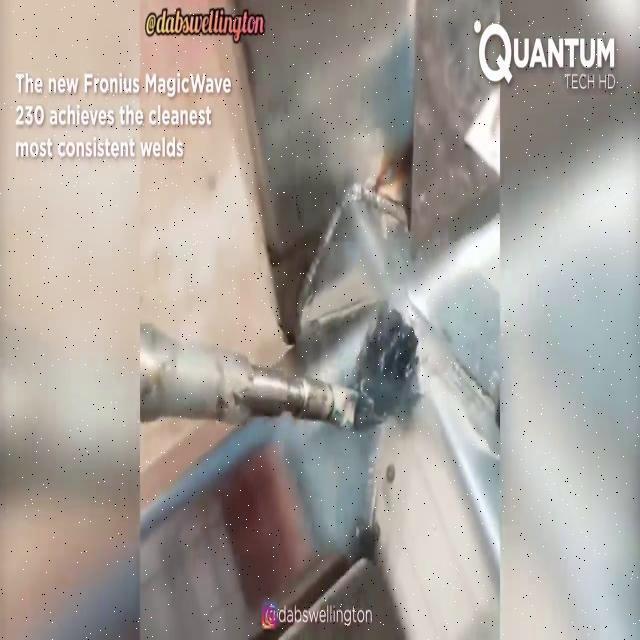 @dabswellington
QUANTUM
TECH HD
The new Fronius MagicWave
230 achieves the cleanest
most consistent welds
@dabswellington